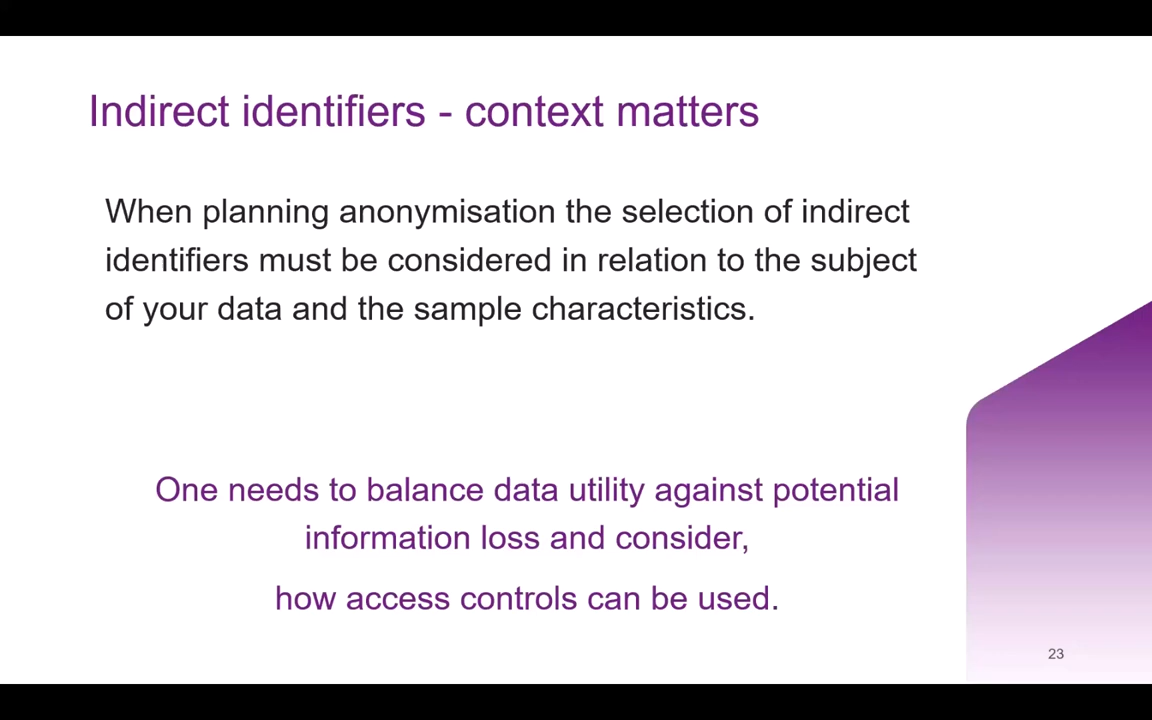 Indirect identifiers - context matters
When planning anonymisation the selection of indirect
identifiers must be considered in relation to the subject
of your data and the sample characteristics.
One needs to balance data utility against potential
information loss and consider,
how access controls can be used.
23